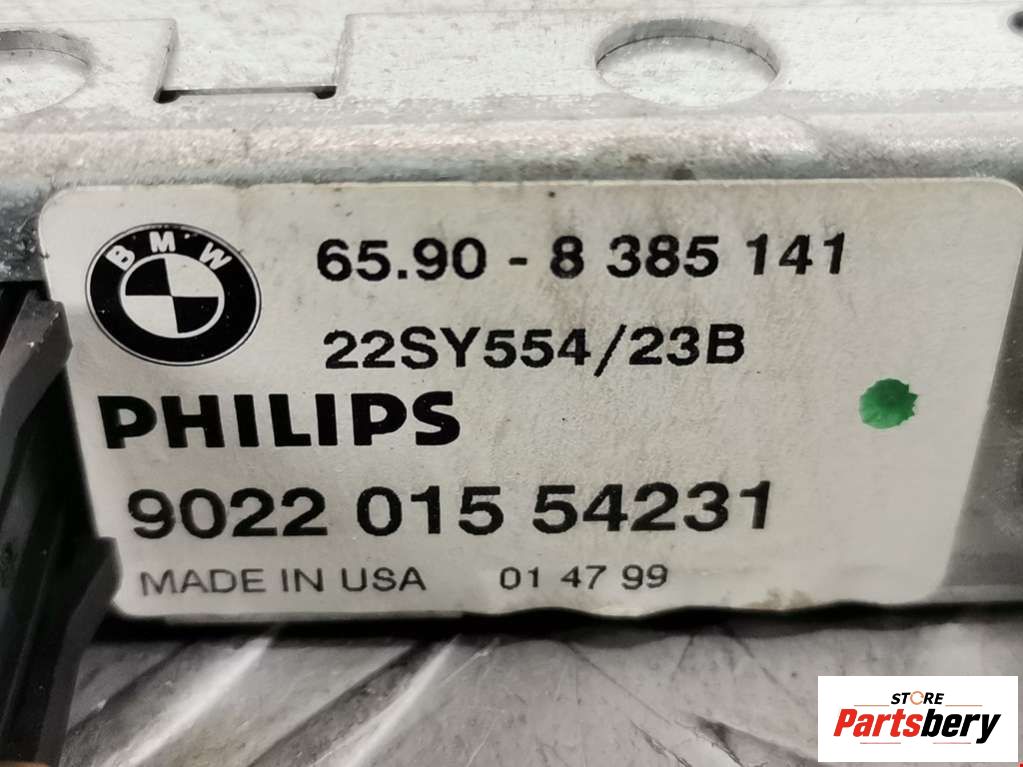 BMW
65.90 - 8 385 141
22SY554/23B
PHILIPS
9022 015 54231
MADE IN USA 01 47 99
STORE
Partsbery